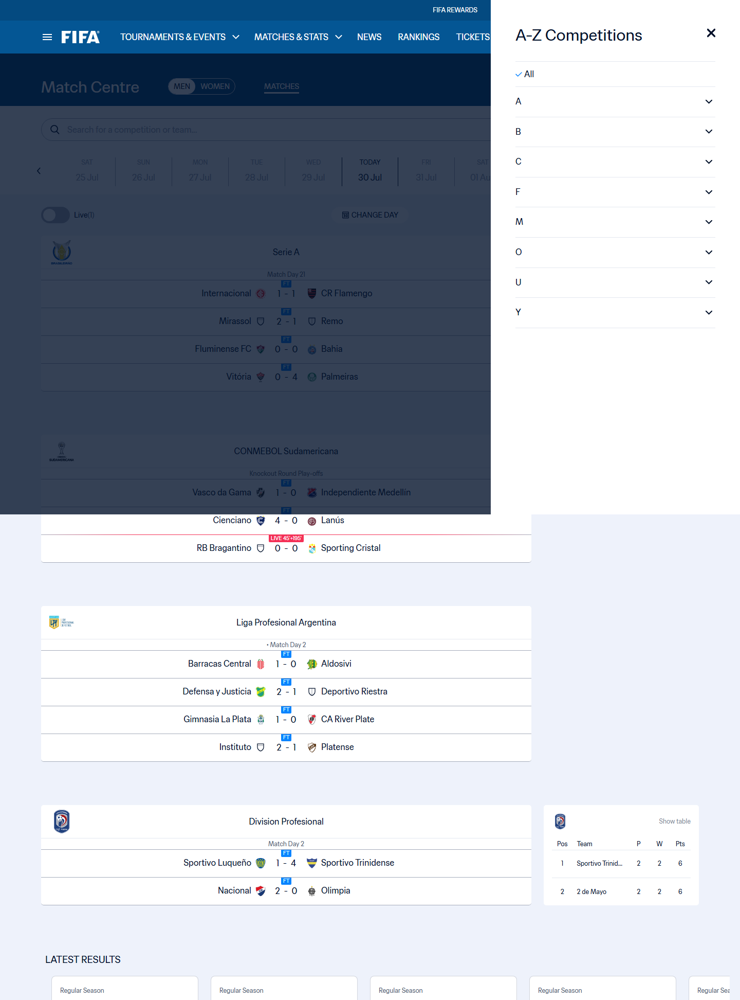 FIFA REWARDS
FIFA
TOURNAMENTS & EVENTS
MATCHES & STATS
NEWS
RANKINGS
TICKETS
Match Centre
MEN
WOMEN
MATCHES
Search for a competition or team...
SAT
25 Jul
SUN
26 Jul
MON
27 Jul
TUE
28 Jul
WED
29 Jul
TODAY
30 Jul
FRI
31 Jul
SAT
01 Au
Live(1)
CHANGE DAY
A-Z Competitions
All
A
B
C
F
M
O
U
Y
BRASILEIRÃO
Serie A
Match Day 21
FT
Internacional 1 - 1 CR Flamengo
FT
Mirassol 2 - 1 Remo
FT
Fluminense FC 0 - 0 Bahia
FT
Vitória 0 - 4 Palmeiras
SUDAMERICANA
CONMEBOL Sudamericana
Knockout Round Play-offs
FT
Vasco da Gama 1 - 0 Independiente Medellín
FT
Cienciano 4 - 0 Lanús
LIVE 45'+195'
RB Bragantino 0 - 0 Sporting Cristal
LPF
Liga Profesional Argentina
• Match Day 2
FT
Barracas Central 1 - 0 Aldosivi
FT
Defensa y Justicia 2 - 1 Deportivo Riestra
FT
Gimnasia La Plata 1 - 0 CA River Plate
FT
Instituto 2 - 1 Platense
Division Profesional
Match Day 2
FT
Sportivo Luqueño 1 - 4 Sportivo Trinidense
FT
Nacional 2 - 0 Olimpia
Show table
Pos Team P W Pts
1 Sportivo Trinid... 2 2 6
2 2 de Mayo 2 2 6
LATEST RESULTS
Regular Season
Regular Season
Regular Season
Regular Season
Regular Sea